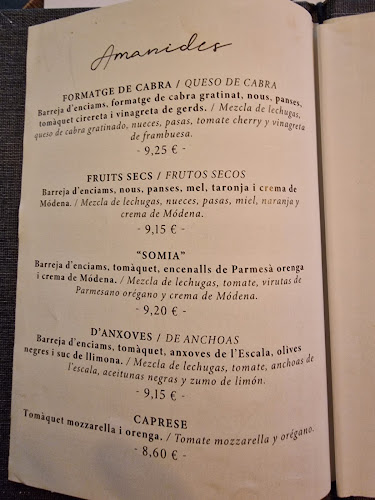 Amanides
FORMATGE DE CABRA / QUESO DE CABRA
Barreja d'enciams, formatge de cabra gratinat, nous, panses,
tomàquet cirereta i vinagreta de gerds. / Mezcla de lechugas,
queso de cabra gratinado, nueces, pasas, tomate cherry y vinagreta
de frambuesa.
- 9,25 € -
FRUITS SECS / FRUTOS SECOS
Barreja d'enciams, nous, panses, mel, taronja i crema de
Módena. / Mezcla de lechugas, nueces, pasas, miel, naranja y
crema de Módena.
- 9,15 € -
"SOMIA"
Barreja d'enciams, tomàquet, encenalls de Parmesà orenga
i crema de Módena. / Mezcla de lechugas, tomate, virutas de
Parmesano orégano y crema de Módena.
- 9,20 € -
D'ANXOVES / DE ANCHOAS
Barreja d'enciams, tomàquet, anxoves de l'Escala, olives
negres i suc de llimona. / Mezcla de lechugas, tomate, anchoas de
l'escala, aceitunas negras y zumo de limón.
- 9,15 € -
CAPRESE
Tomàquet mozzarella i orenga. / Tomate mozzarella y orégano.
- 8,60 € -